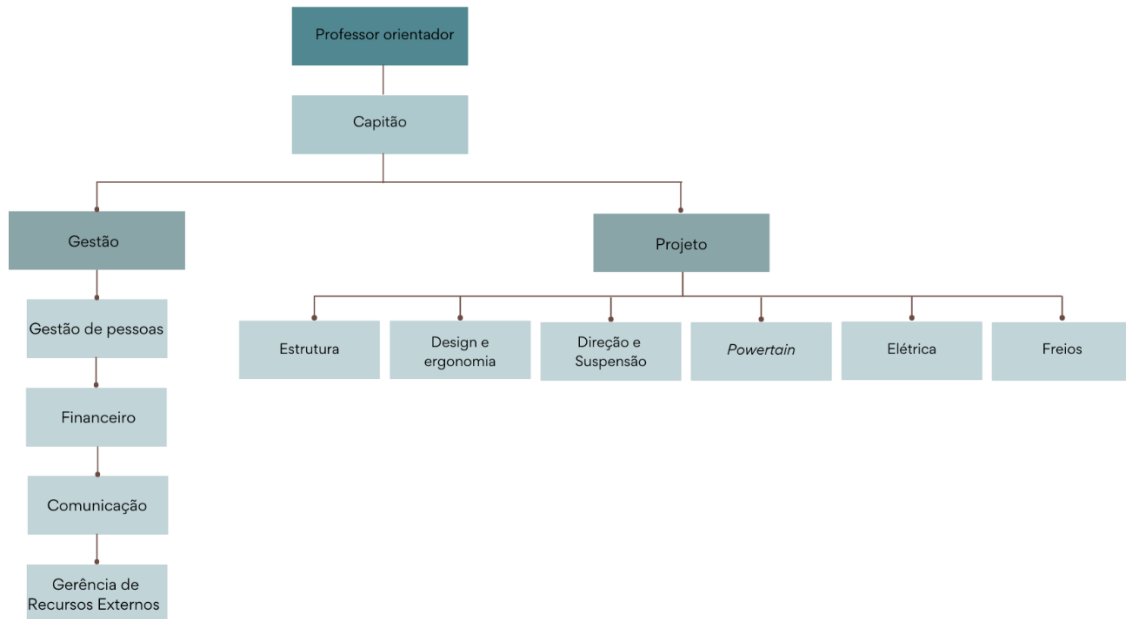 Professor orientador
Capitão
Gestão
Projeto
Gestão de pessoas
Estrutura
Design e
ergonomia
Direção e
Suspensão
Powertain
Elétrica
Freios
Financeiro
Comunicação
Gerência de
Recursos Externos